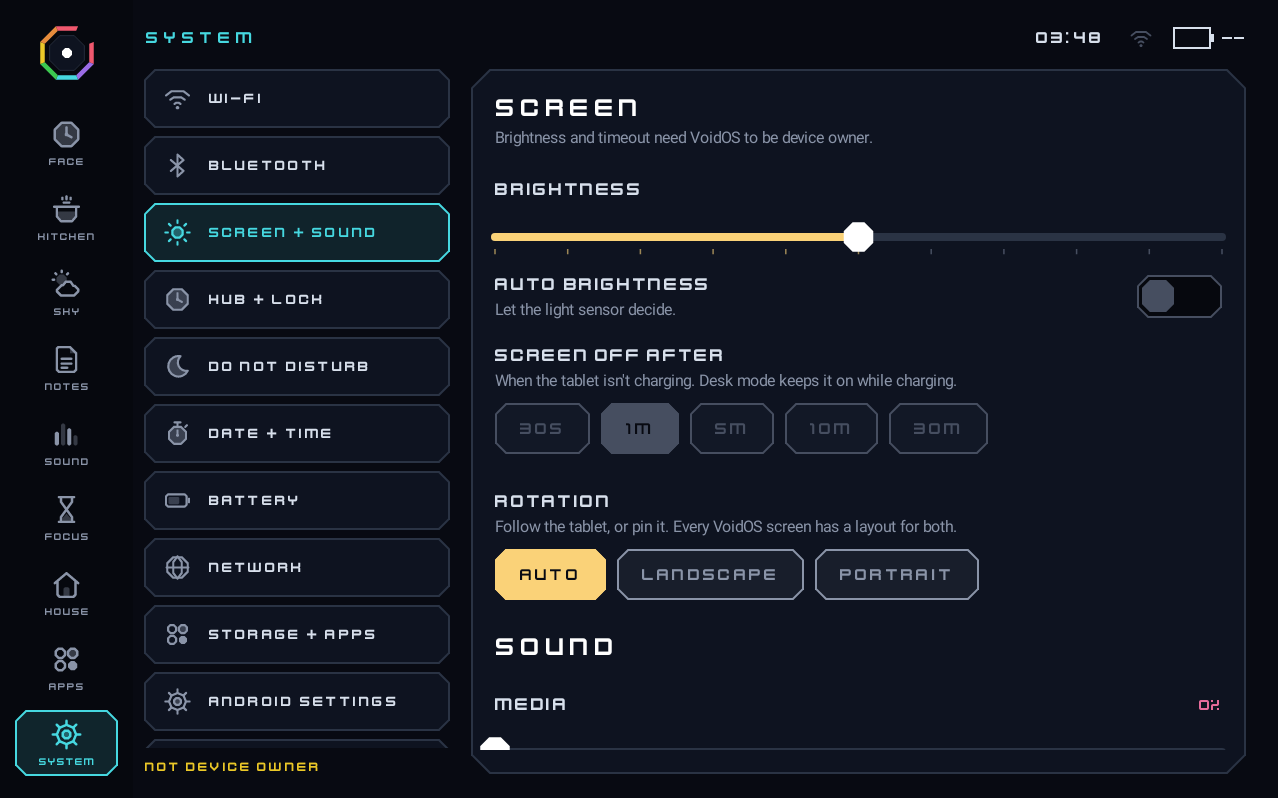 SYSTEM
03:48
--
FACE
KITCHEN
SKY
NOTES
SOUND
FOCUS
HOUSE
APPS
SYSTEM
WI-FI
BLUETOOTH
SCREEN + SOUND
HUB + LOCK
DO NOT DISTURB
DATE + TIME
BATTERY
NETWORK
STORAGE + APPS
ANDROID SETTINGS
NOT DEVICE OWNER
SCREEN
Brightness and timeout need VoidOS to be device owner.
BRIGHTNESS
AUTO BRIGHTNESS
Let the light sensor decide.
SCREEN OFF AFTER
When the tablet isn't charging. Desk mode keeps it on while charging.
30S 1M 5M 10M 30M
ROTATION
Follow the tablet, or pin it. Every VoidOS screen has a layout for both.
AUTO LANDSCAPE PORTRAIT
SOUND
MEDIA
0%